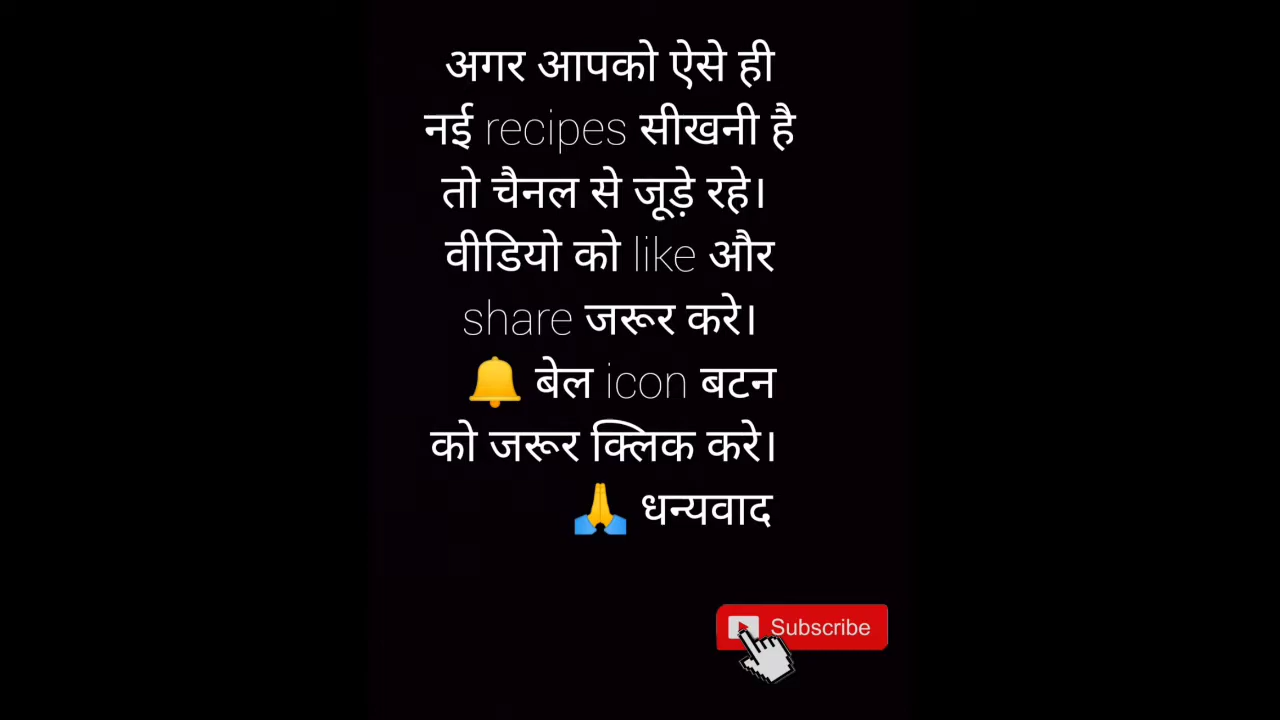 अगर आपको ऐसे ही
नई recipes सीखनी है
तो चैनल से जूड़े रहे।
वीडियो को like और
share जरूर करे।
🔔 बेल icon बटन
को जरूर क्लिक करे।
🙏 धन्यवाद
Subscribe